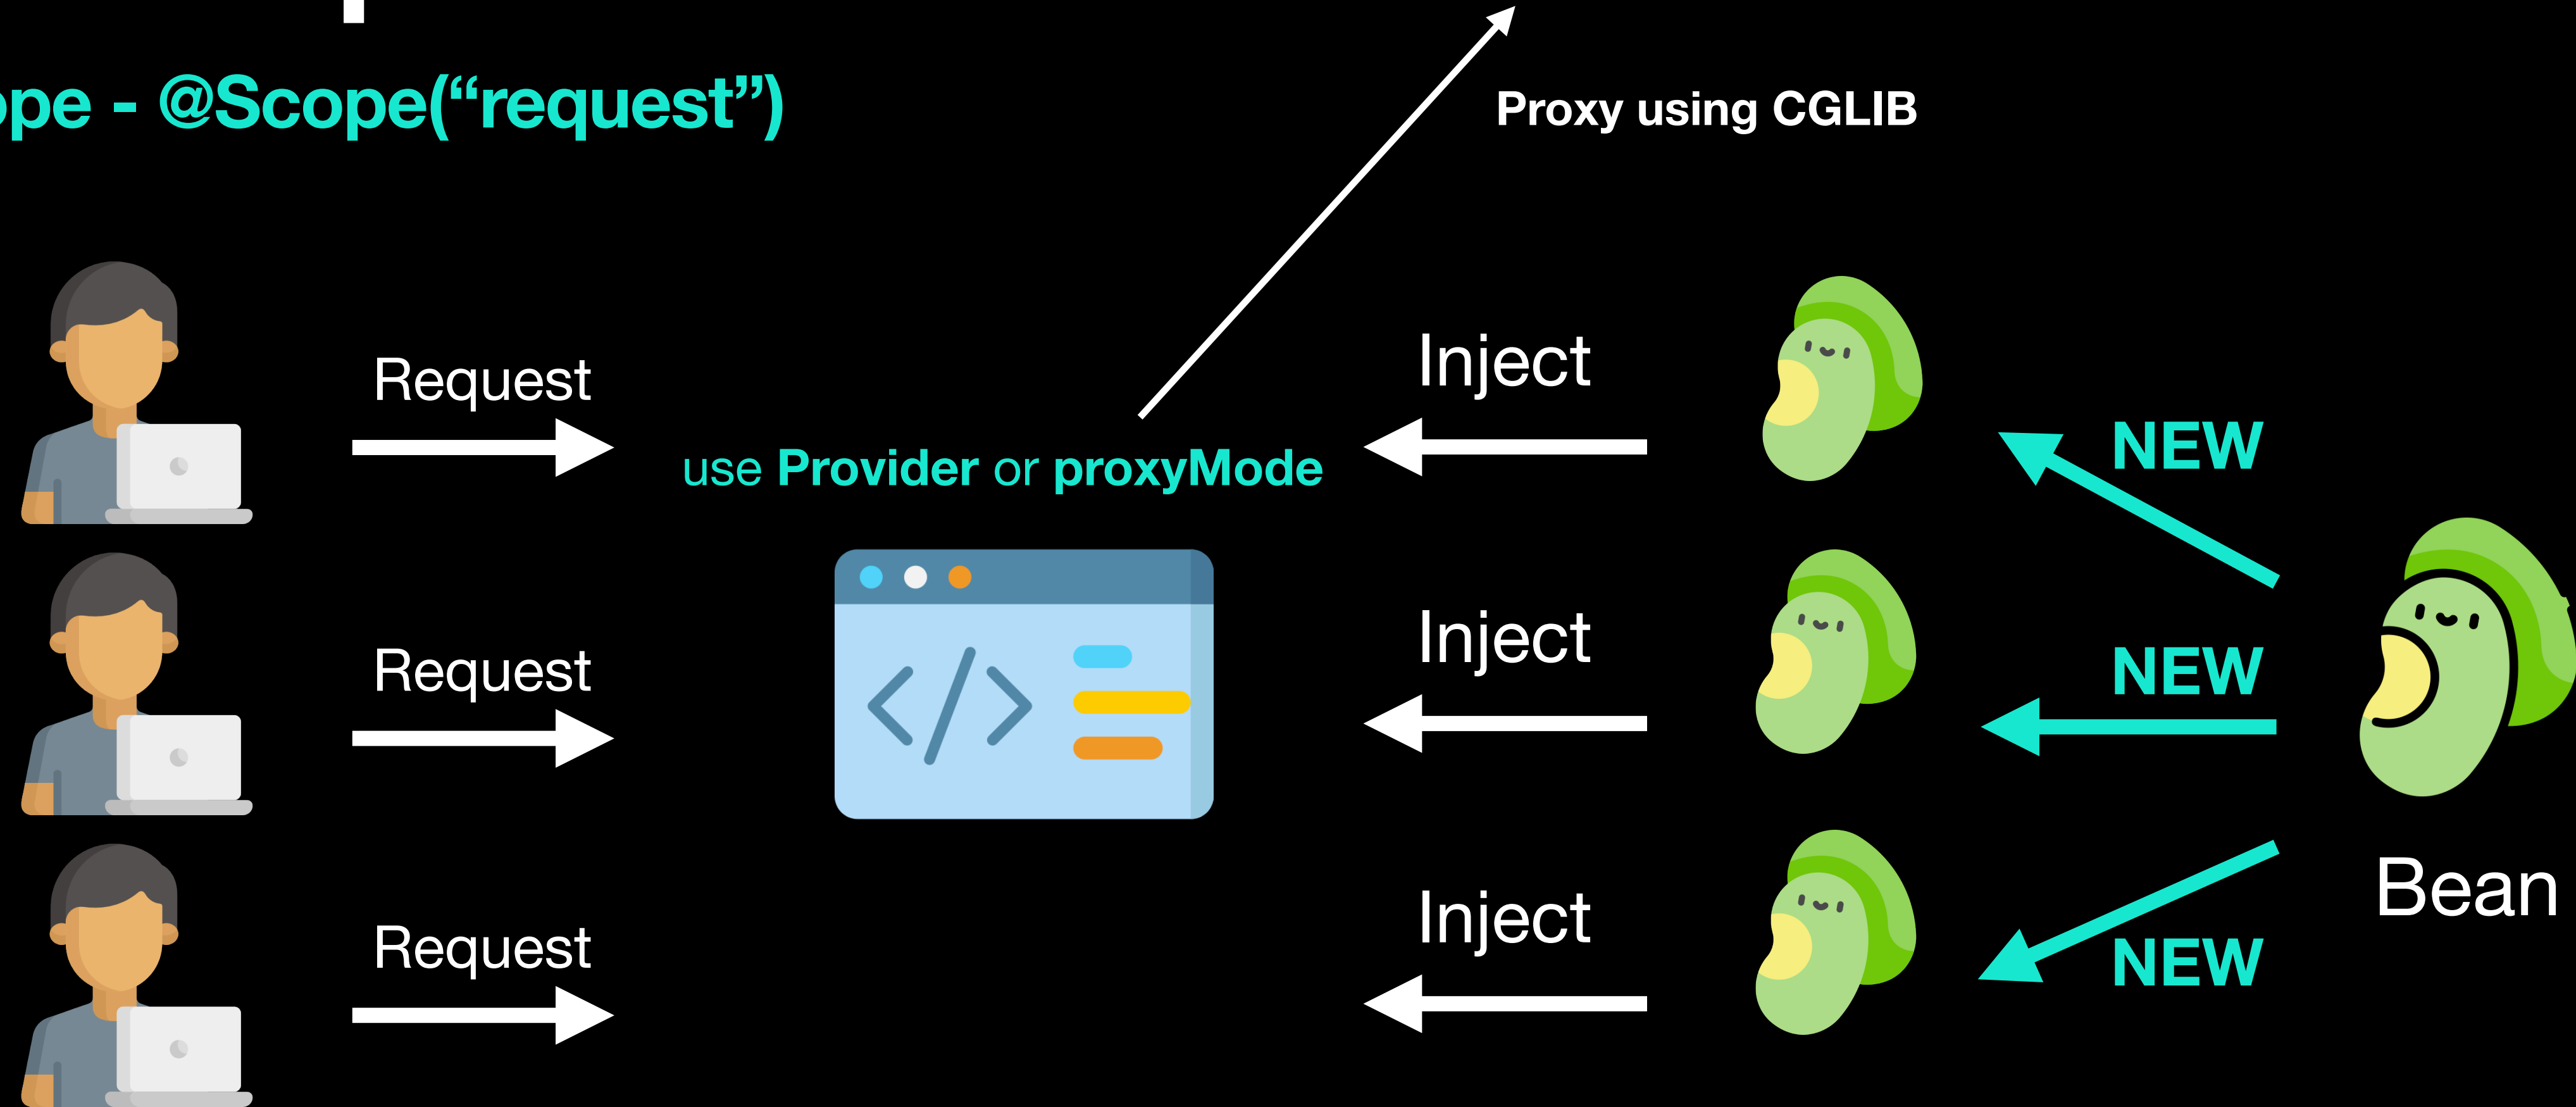 ope - @Scope(“request”)
Proxy using CGLIB
Request
Inject
NEW
use Provider or proxyMode
Request
Inject
NEW
Bean
Request
Inject
NEW